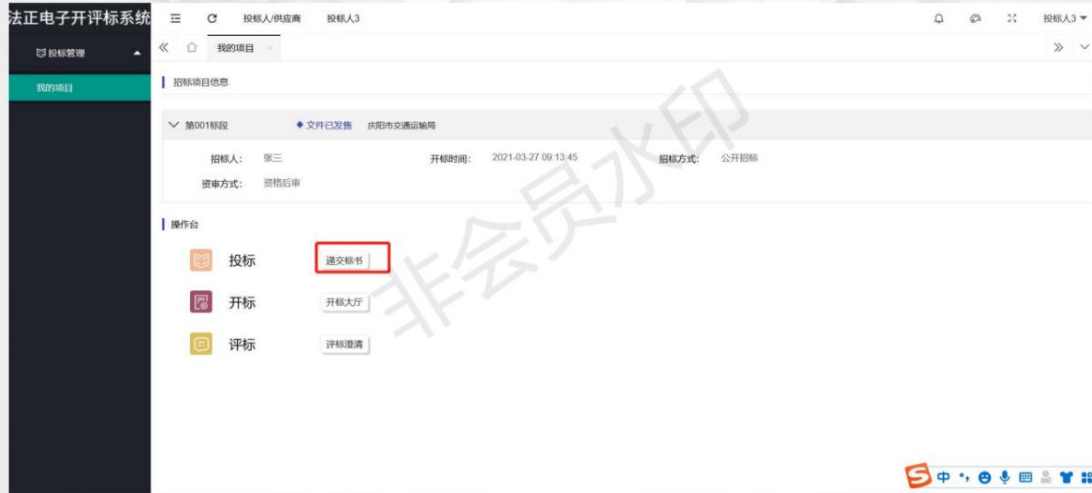 法正电子开评标系统 投标人/供应商 投标人3 投标人3
投标管理 我的项目
我的项目
招标项目信息
第001标段 文件已发售 庆阳市交通运输局
招标人: 张三 开标时间: 2021-03-27 09:13:45 招标方式: 公开招标
资审方式: 资格后审
操作台
投标 递交标书
开标 开标大厅
评标 评标澄清
非会员水印
中